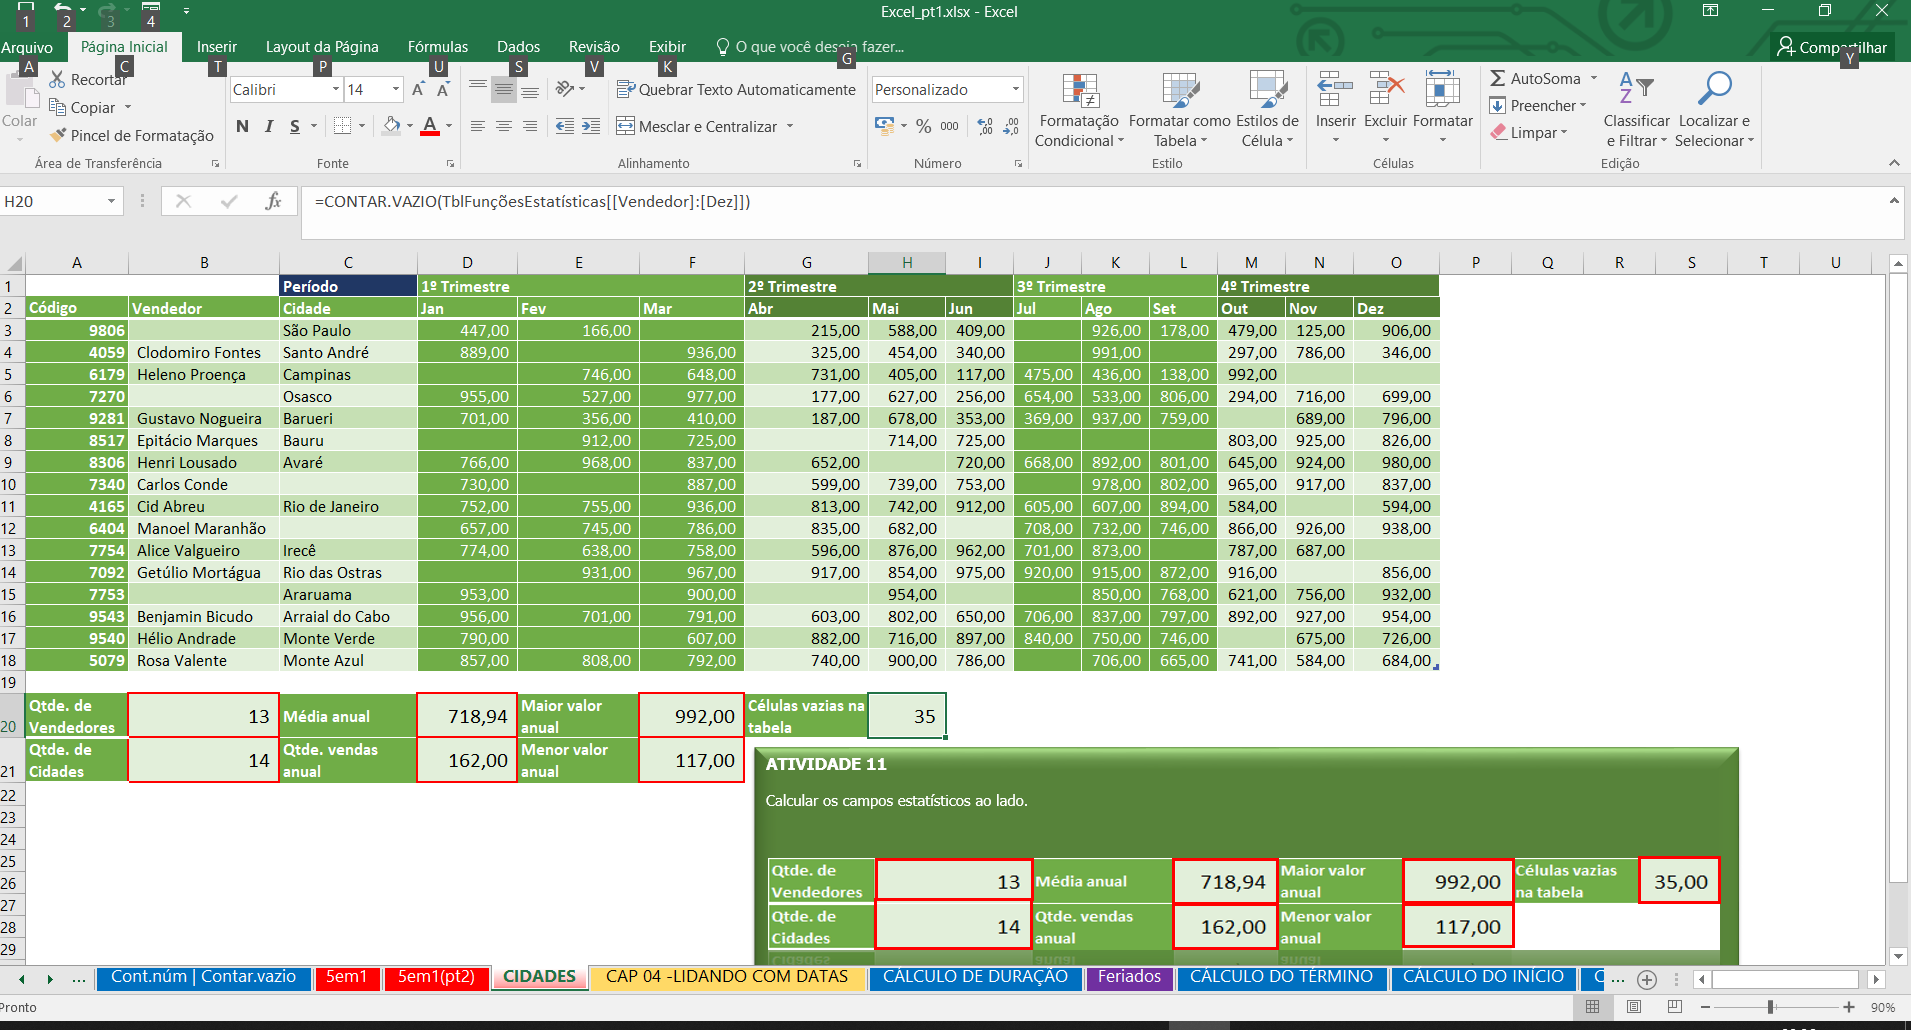 Excel_pt1.xlsx - Excel
1 2 3 4
Arquivo Página Inicial Inserir Layout da Página Fórmulas Dados Revisão Exibir O que você deseja fazer... Compartilhar
A C T P U S V K G Y
Recortar
Copiar
Pincel de Formatação
Colar
Área de Transferência
Calibri 14
N I S
Fonte
Quebrar Texto Automaticamente
Mesclar e Centralizar
Alinhamento
Personalizado
% 000
Número
Formatação Condicional
Formatar como Tabela
Estilos de Célula
Estilo
Inserir Excluir Formatar
Células
AutoSoma
Preencher
Limpar
Classificar e Filtrar
Localizar e Selecionar
Edição
H20 fx =CONTAR.VAZIO(TblFunçõesEstatísticas[[Vendedor]:[Dez]])
A B C D E F G H I J K L M N O P Q R S T U
1 Período 1º Trimestre 2º Trimestre 3º Trimestre 4º Trimestre
2 Código Vendedor Cidade Jan Fev Mar Abr Mai Jun Jul Ago Set Out Nov Dez
3 9806 São Paulo 447,00 166,00 215,00 588,00 409,00 926,00 178,00 479,00 125,00 906,00
4 4059 Clodomiro Fontes Santo André 889,00 936,00 325,00 454,00 340,00 991,00 297,00 786,00 346,00
5 6179 Heleno Proença Campinas 746,00 648,00 731,00 405,00 117,00 475,00 436,00 138,00 992,00
6 7270 Osasco 955,00 527,00 977,00 177,00 627,00 256,00 654,00 533,00 806,00 294,00 716,00 699,00
7 9281 Gustavo Nogueira Barueri 701,00 356,00 410,00 187,00 678,00 353,00 369,00 937,00 759,00 689,00 796,00
8 8517 Epitácio Marques Bauru 912,00 725,00 714,00 725,00 803,00 925,00 826,00
9 8306 Henri Lousado Avaré 766,00 968,00 837,00 652,00 720,00 668,00 892,00 801,00 645,00 924,00 980,00
10 7340 Carlos Conde 730,00 887,00 599,00 739,00 753,00 978,00 802,00 965,00 917,00 837,00
11 4165 Cid Abreu Rio de Janeiro 752,00 755,00 936,00 813,00 742,00 912,00 605,00 607,00 894,00 584,00 594,00
12 6404 Manoel Maranhão 657,00 745,00 786,00 835,00 682,00 708,00 732,00 746,00 866,00 926,00 938,00
13 7754 Alice Valgueiro Irecê 774,00 638,00 758,00 596,00 876,00 962,00 701,00 873,00 787,00 687,00
14 7092 Getúlio Mortágua Rio das Ostras 931,00 967,00 917,00 854,00 975,00 920,00 915,00 872,00 916,00 856,00
15 7753 Araruama 953,00 900,00 954,00 850,00 768,00 621,00 756,00 932,00
16 9543 Benjamin Bicudo Arraial do Cabo 956,00 701,00 791,00 603,00 802,00 650,00 706,00 837,00 797,00 892,00 927,00 954,00
17 9540 Hélio Andrade Monte Verde 790,00 607,00 882,00 716,00 897,00 840,00 750,00 746,00 675,00 726,00
18 5079 Rosa Valente Monte Azul 857,00 808,00 792,00 740,00 900,00 786,00 706,00 665,00 741,00 584,00 684,00
19
20 Qtde. de Vendedores 13 Média anual 718,94 Maior valor anual 992,00 Células vazias na tabela 35
21 Qtde. de Cidades 14 Qtde. vendas anual 162,00 Menor valor anual 117,00
22
23
24
25
26
27
28
29
ATIVIDADE 11
Calcular os campos estatísticos ao lado.
Qtde. de Vendedores 13 Média anual 718,94 Maior valor anual 992,00 Células vazias na tabela 35,00
Qtde. de Cidades 14 Qtde. vendas anual 162,00 Menor valor anual 117,00
... Cont.núm | Contar.vazio 5em1 5em1(pt2) CIDADES CAP 04 -LIDANDO COM DATAS CÁLCULO DE DURAÇÃO Feriados CÁLCULO DO TÉRMINO CÁLCULO DO INÍCIO C ...
Pronto 90%